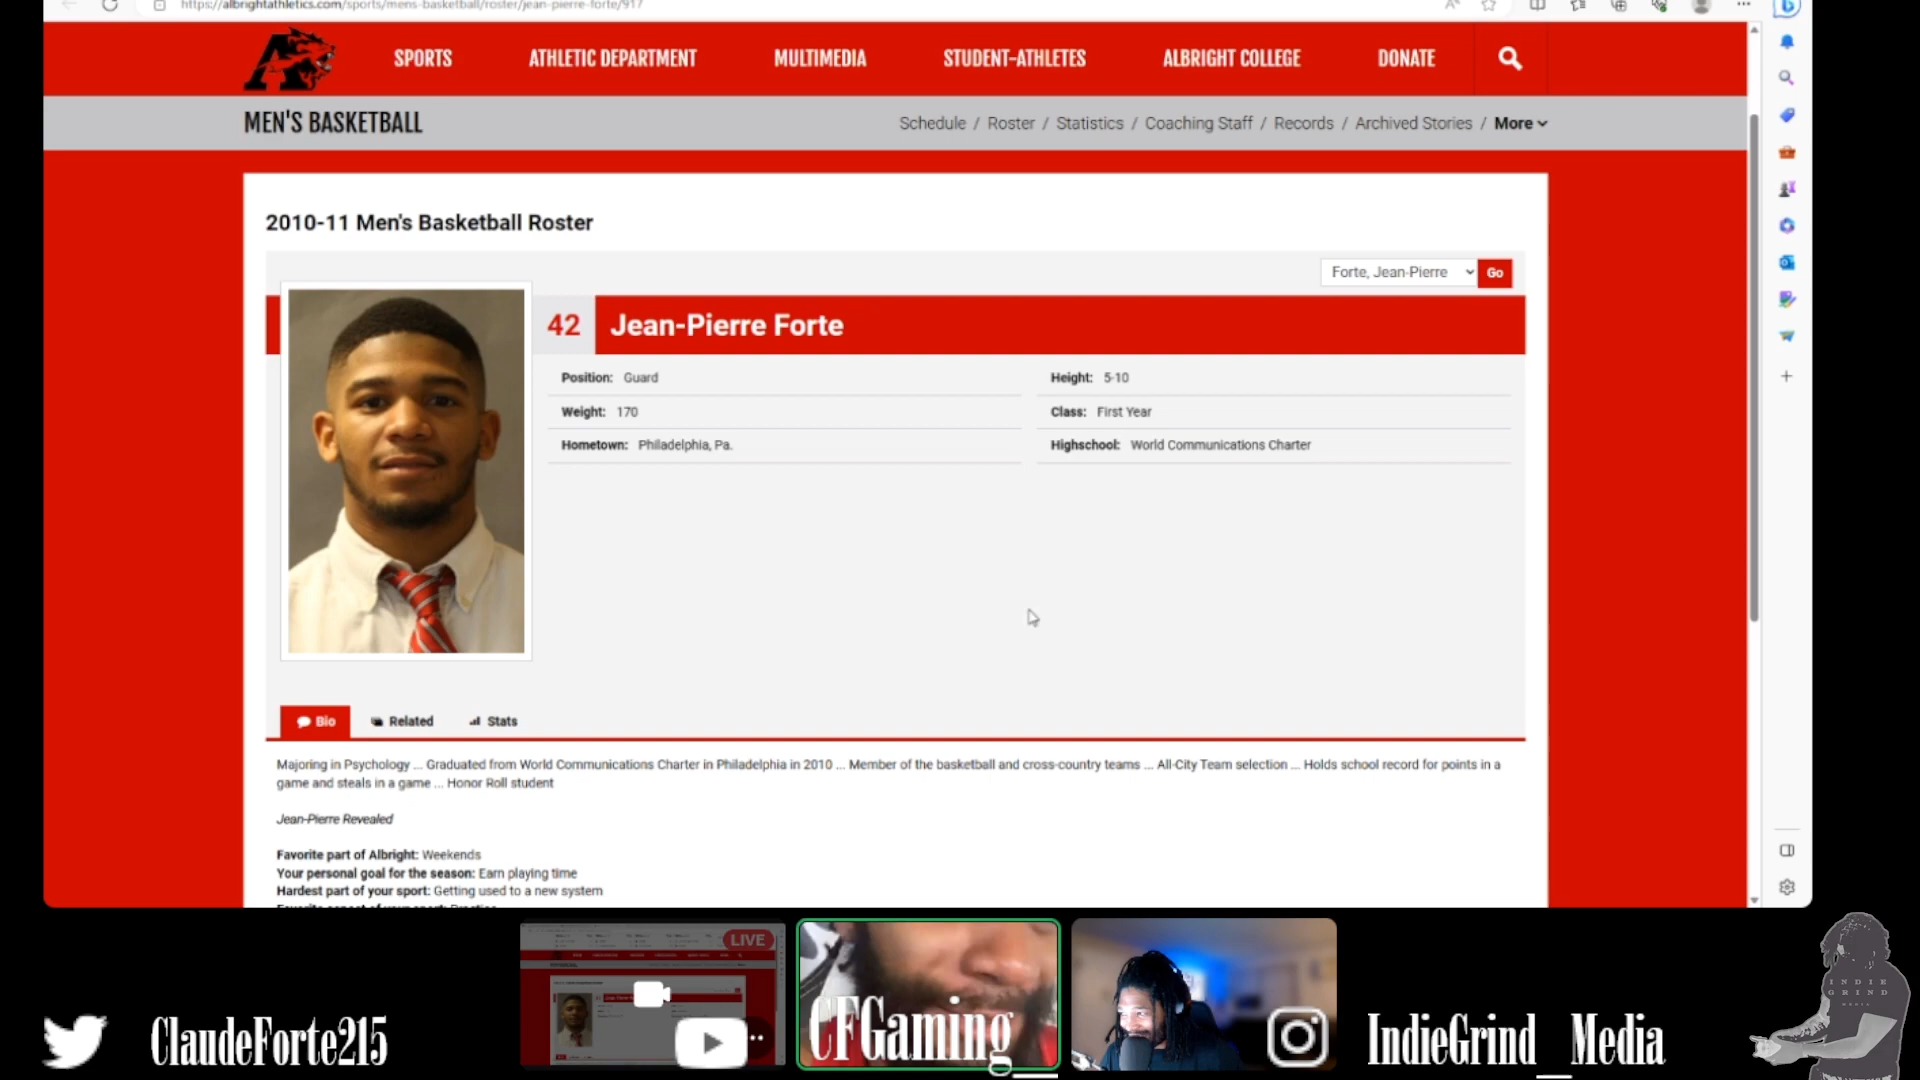 https://albrightathletics.com/sports/mens-basketball/roster/jean-pierre-forte/917
SPORTS ATHLETIC DEPARTMENT MULTIMEDIA STUDENT-ATHLETES ALBRIGHT COLLEGE DONATE
MEN'S BASKETBALL
Schedule / Roster / Statistics / Coaching Staff / Records / Archived Stories / More
2010-11 Men's Basketball Roster
Forte, Jean-Pierre Go
42 Jean-Pierre Forte
Position: Guard Height: 5-10
Weight: 170 Class: First Year
Hometown: Philadelphia, Pa. Highschool: World Communications Charter
Bio Related Stats
Majoring in Psychology ... Graduated from World Communications Charter in Philadelphia in 2010 ... Member of the basketball and cross-country teams ... All-City Team selection ... Holds school record for points in a
game and steals in a game ... Honor Roll student
Jean-Pierre Revealed
Favorite part of Albright: Weekends
Your personal goal for the season: Earn playing time
Hardest part of your sport: Getting used to a new system
LIVE
ClaudeForte215
CFGaming_
IndieGrind_Media
INDIE
GRIND